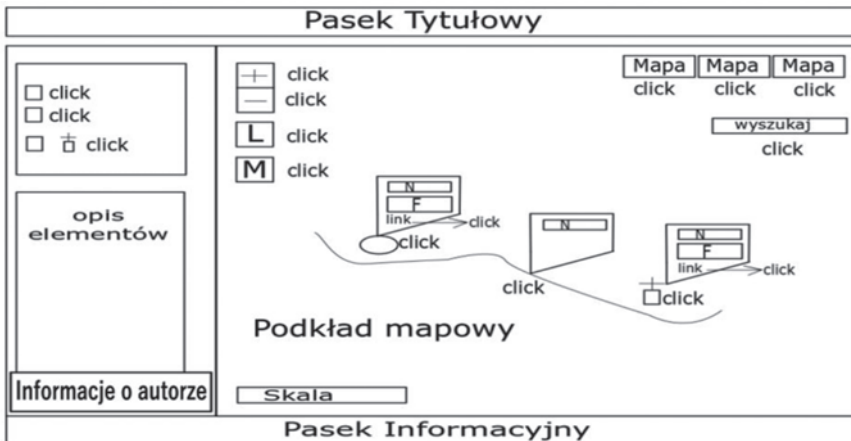 Pasek Tytułowy
click
click
click
opis
elementów
Informacje o autorze
+ click
— click
L click
M click
Mapa Mapa Mapa
click click click
wyszukaj
click
N
F
link click
click
N
click
N
F
link click
click
Podkład mapowy
Skala
Pasek Informacyjny